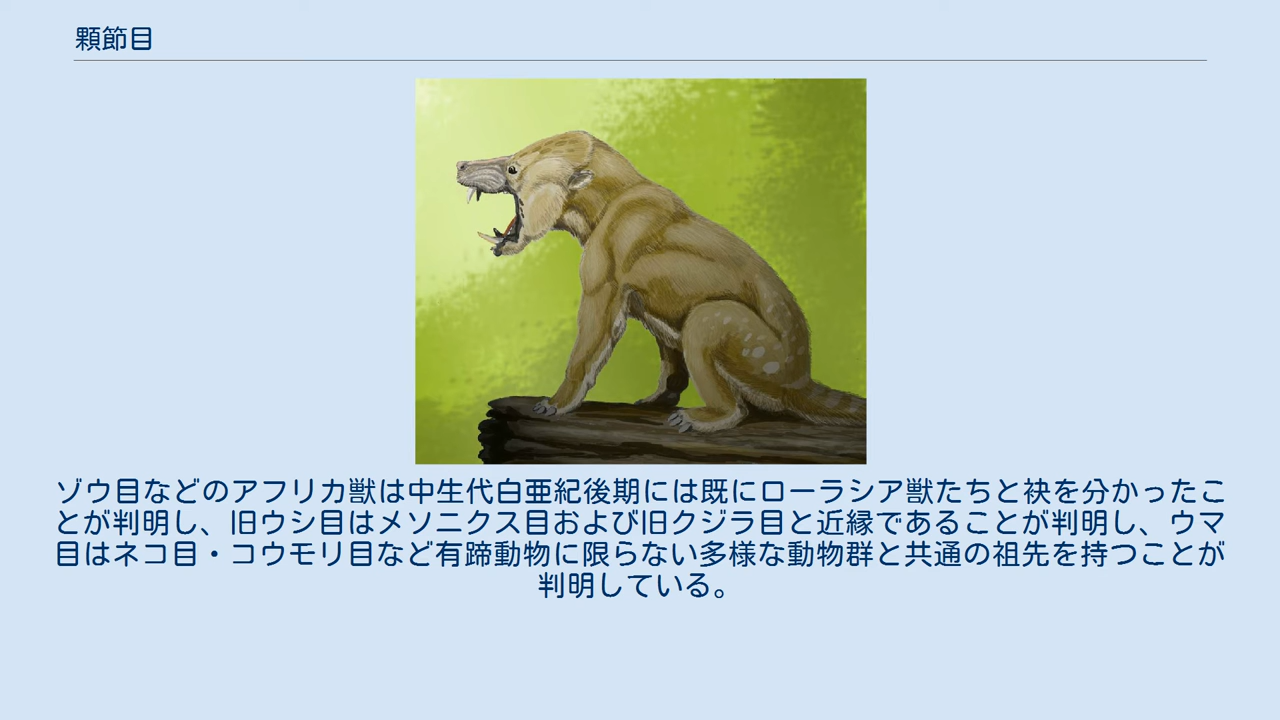 顆節目
ゾウ目などのアフリカ獣は中生代白亜紀後期には既にローラシア獣たちと袂を分かったこ
とが判明し、旧ウシ目はメソニクス目および旧クジラ目と近縁であることが判明し、ウマ
目はネコ目・コウモリ目など有蹄動物に限らない多様な動物群と共通の祖先を持つことが
判明している。